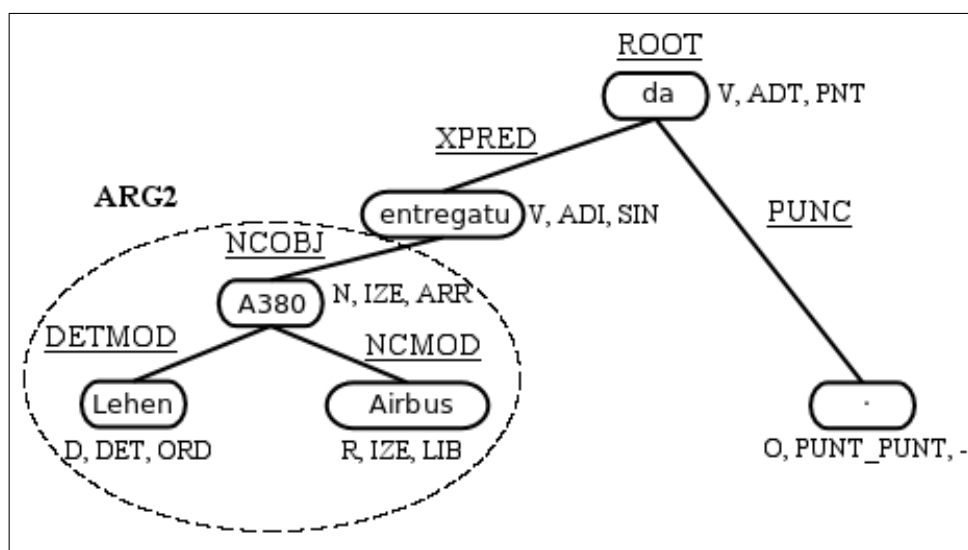 ROOT
da V, ADT, PNT
XPRED
ARG2
entregatu V, ADI, SIN
PUNC
NCOBJ
A380 N, IZE, ARR
DETMOD NCMOD
Lehen Airbus .
D, DET, ORD R, IZE, LIB O, PUNT_PUNT, -